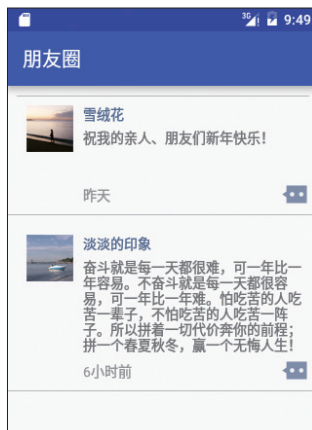 3G 9:49
朋友圈
雪绒花
祝我的亲人、朋友们新年快乐！
昨天
淡淡的印象
奋斗就是每一天都很难，可一年比一
年容易。不奋斗就是每一天都很容
易，可一年比一年难。怕吃苦的人吃
苦一辈子，不怕吃苦的人吃苦一阵
子。所以拼着一切代价奔你的前程；
拼一个春夏秋冬，赢一个无悔人生！
6小时前